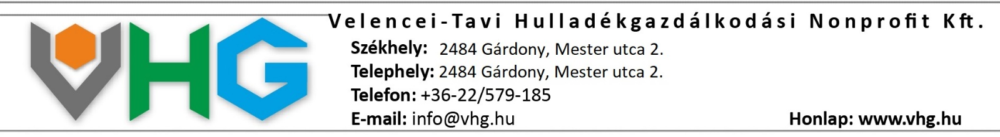 VHG
Velencei-Tavi Hulladékgazdálkodási Nonprofit Kft.
Székhely: 2484 Gárdony, Mester utca 2.
Telephely: 2484 Gárdony, Mester utca 2.
Telefon: +36-22/579-185
E-mail: info@vhg.hu Honlap: www.vhg.hu